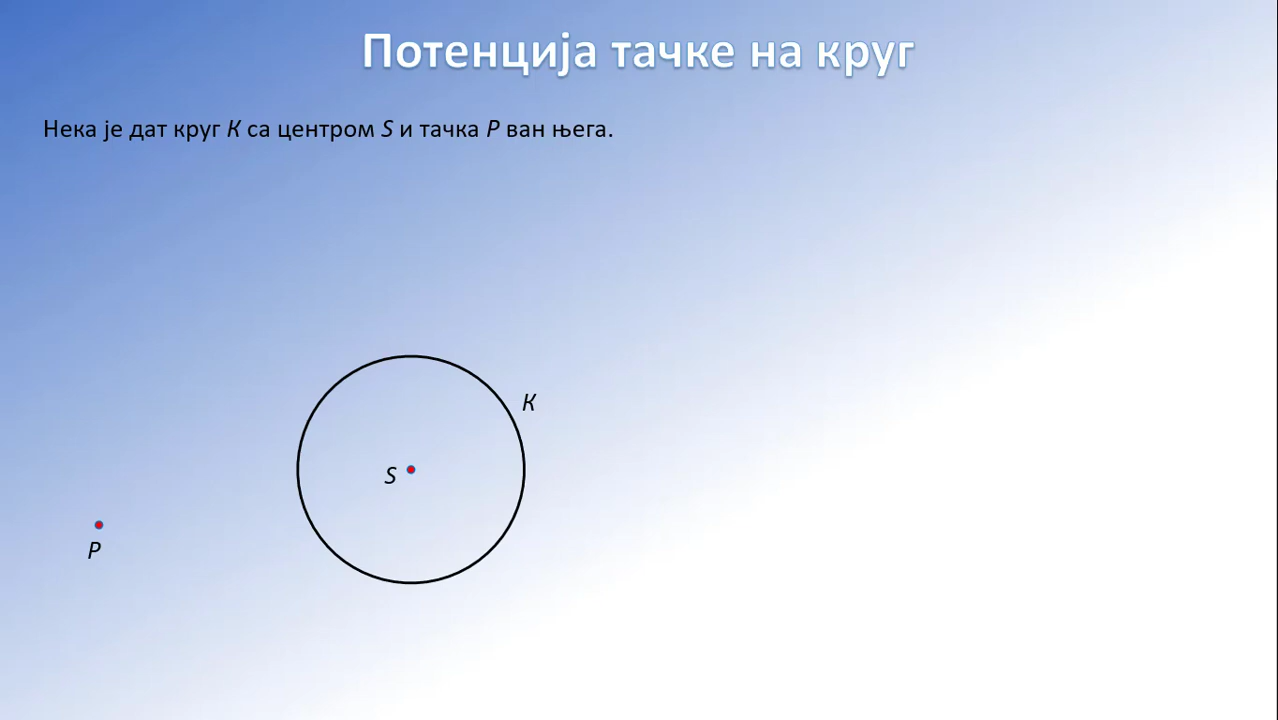 Потенција тачке на круг
Нека је дат круг К са центром S и тачка P ван њега.
К
S
P